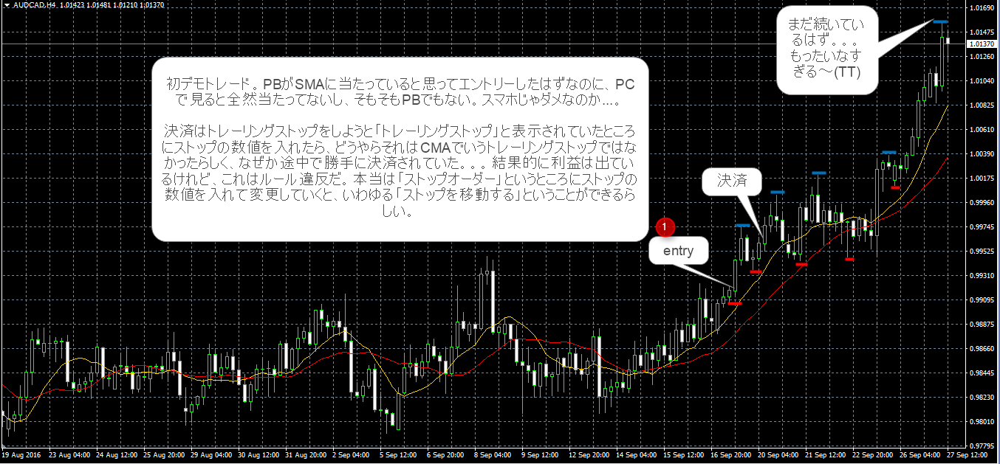 AUDCAD,H4 1.01423 1.01481 1.01210 1.01370
まだ続いてい
るはず。。。
もったいなす
ぎる～(TT)
初デモトレード。PBがSMAに当たっていると思ってエントリーしたはずなのに、PC
で見ると全然当たってないし、そもそもPBでもない。スマホじゃダメなのか…。
決済はトレーリングストップをしようと「トレーリングストップ」と表示されていたところ
にストップの数値を入れたら、どうやらそれはCMAでいうトレーリングストップではな
かったらしく、なぜか途中で勝手に決済されていた。。。結果的に利益は出てい
るけれど、これはルール違反だ。本当は「ストップオーダー」というところにストップの
数値を入れて変更していくと、いわゆる「ストップを移動する」ということができるら
しい。
決済
1
entry
1.01690
1.01475
1.01370
1.01260
1.01040
1.00825
1.00610
1.00390
1.00175
0.99960
0.99745
0.99525
0.99310
0.99095
0.98875
0.98660
0.98445
0.98230
0.98010
0.97795
19 Aug 2016 23 Aug 04:00 24 Aug 12:00 25 Aug 20:00 29 Aug 04:00 30 Aug 12:00 31 Aug 20:00 2 Sep 04:00 5 Sep 12:00 6 Sep 20:00 8 Sep 04:00 9 Sep 12:00 12 Sep 20:00 14 Sep 04:00 15 Sep 12:00 16 Sep 20:00 20 Sep 04:00 21 Sep 12:00 22 Sep 20:00 26 Sep 04:00 27 Sep 12:00